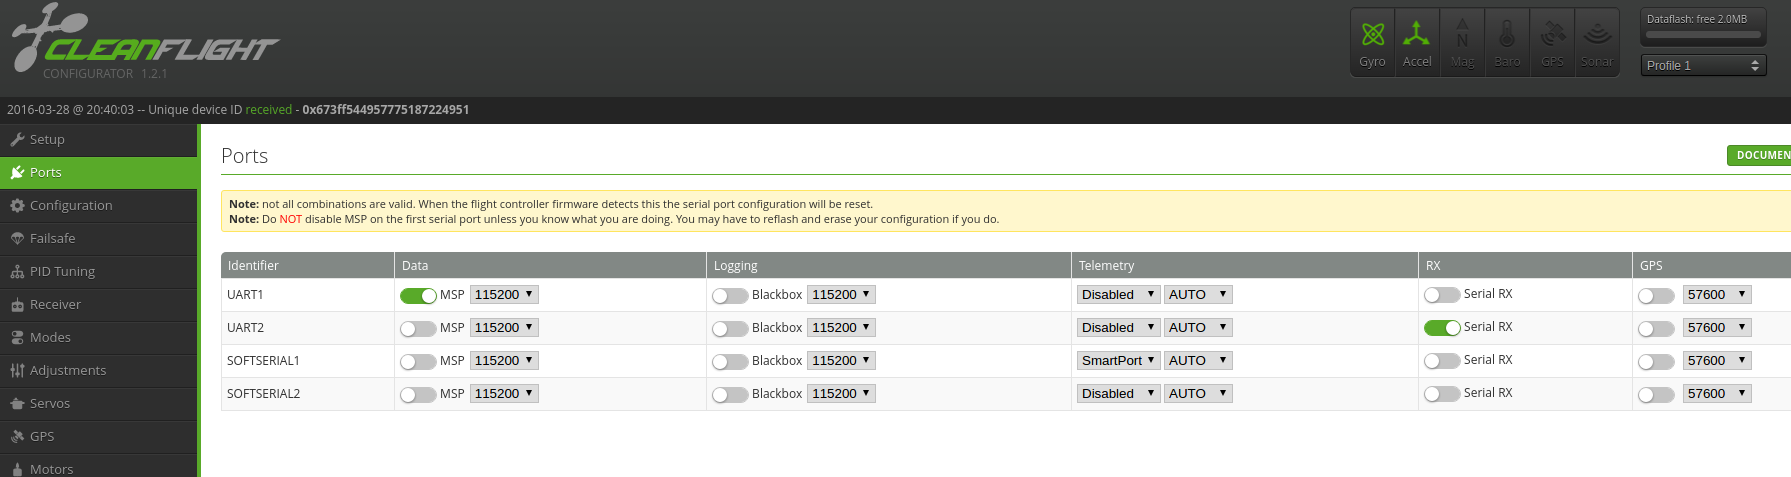 CLEANFLIGHT
CONFIGURATOR 1.2.1
Gyro Accel Mag Baro GPS Sonar
Dataflash: free 2.0MB
Profile 1
2016-03-28 @ 20:40:03 -- Unique device ID received - 0x673ff544957775187224951
Setup
Ports
Configuration
Failsafe
PID Tuning
Receiver
Modes
Adjustments
Servos
GPS
Motors
Ports
DOCUMEN
Note: not all combinations are valid. When the flight controller firmware detects this the serial port configuration will be reset.
Note: Do NOT disable MSP on the first serial port unless you know what you are doing. You may have to reflash and erase your configuration if you do.
Identifier Data Logging Telemetry RX GPS
UART1 MSP 115200 Blackbox 115200 Disabled AUTO Serial RX 57600
UART2 MSP 115200 Blackbox 115200 Disabled AUTO Serial RX 57600
SOFTSERIAL1 MSP 115200 Blackbox 115200 SmartPort AUTO Serial RX 57600
SOFTSERIAL2 MSP 115200 Blackbox 115200 Disabled AUTO Serial RX 57600